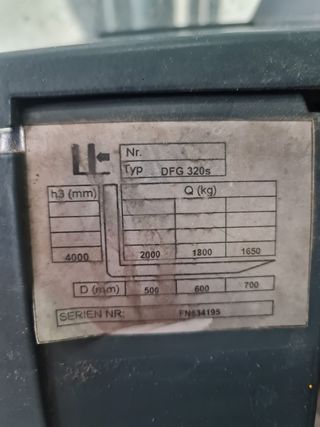 Nr.
Typ DFG 320s
h3 (mm) Q (kg)
4000 2000 1800 1650
D (mm) 500 600 700
SERIEN NR: FN634195